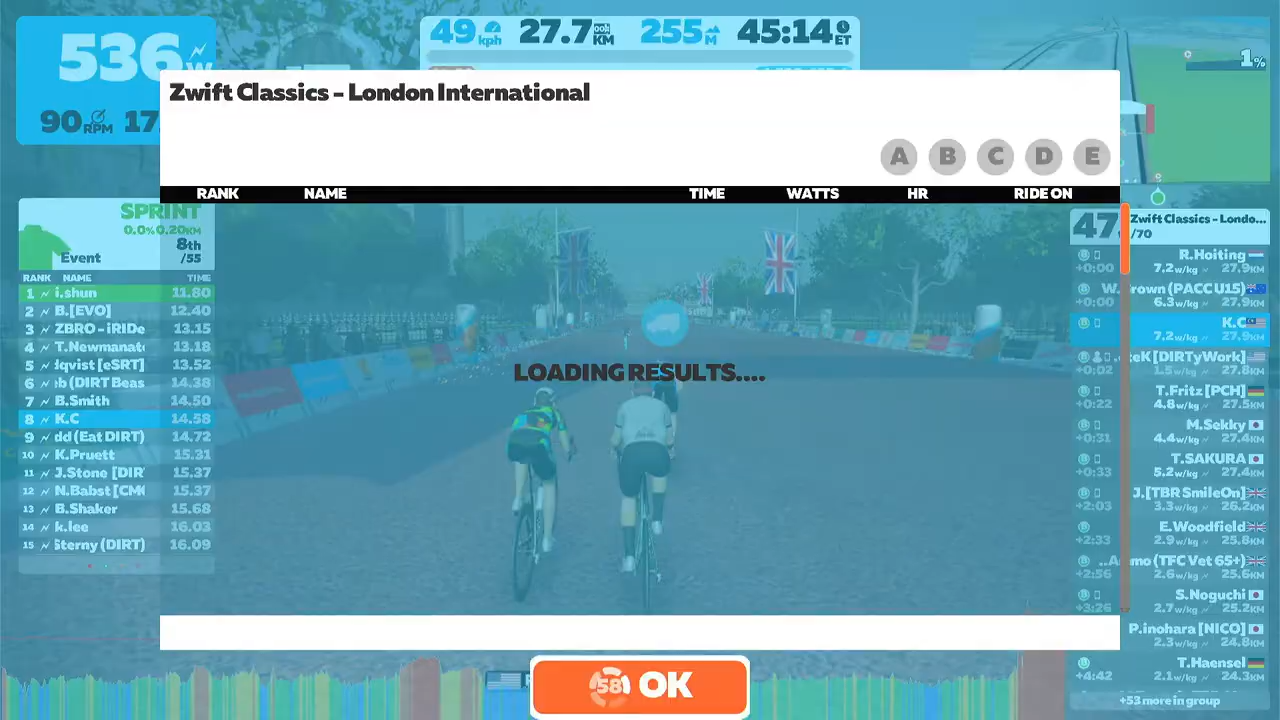 536 W
90 RPM 17
49 kph 27.7 KM 255 M 45:14 ET
1%
Zwift Classics – London International
A B C D E
RANK NAME TIME WATTS HR RIDE ON
LOADING RESULTS....
58 OK
SPRINT
0.0% 0.20KM
8th
Event /55
RANK NAME TIME
1 i.shun 11.80
2 B.[EVO] 12.40
3 ZBRO - iRIDe 13.15
4 T.Newmanat 13.18
5 lqvist [eSRT] 13.52
6 b (DIRT Beas 14.38
7 B.Smith 14.50
8 K.C 14.58
9 dd (Eat DIRT) 14.72
10 K.Pruett 15.31
11 J.Stone [DIR 15.37
12 N.Babst [CM 15.37
13 B.Shaker 15.68
14 k.lee 16.03
15 Sterny (DIRT) 16.09
47 Zwift Classics - Londo...
/70
B R.Hoiting
+0:00 7.2w/kg 27.9KM
B (PACC U15)
+0:00 6.3w/kg 27.9KM
B K.C
7.2w/kg 27.9KM
B eK[DIRTyWork]
+0:02 1.5w/kg 27.8KM
B T.Fritz [PCH]
+0:22 4.8w/kg 27.5KM
B M.Sekky
+0:31 4.4w/kg 27.4KM
B T.SAKURA
+0:33 5.2w/kg 27.4KM
B J.[TBR SmileOn]
+2:03 3.3w/kg 26.2KM
B E.Woodfield
+2:33 2.9w/kg 25.8KM
B (TFC Vet 65+)
+2:56 2.6w/kg 25.6KM
B S.Noguchi
+3:26 2.7w/kg 25.2KM
P.inohara [NICO]
2.3w/kg 24.8KM
B T.Haensel
+4:42 2.1w/kg 24.3KM
+53 more in group